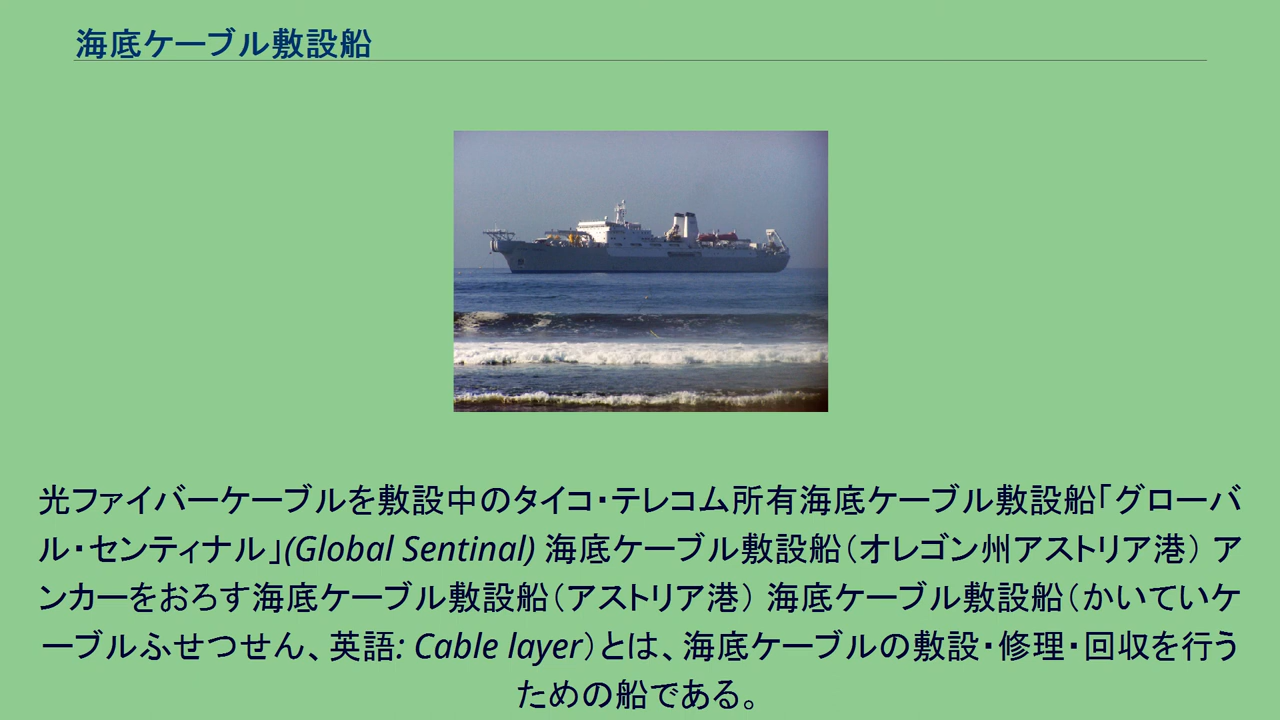 海底ケーブル敷設船
光ファイバーケーブルを敷設中のタイコ・テレコム所有海底ケーブル敷設船「グローバ
ル・センティナル」(Global Sentinal) 海底ケーブル敷設船（オレゴン州アストリア港） ア
ンカーをおろす海底ケーブル敷設船（アストリア港） 海底ケーブル敷設船（かいていケ
ーブルふせつせん、英語: Cable layer）とは、海底ケーブルの敷設・修理・回収を行う
ための船である。